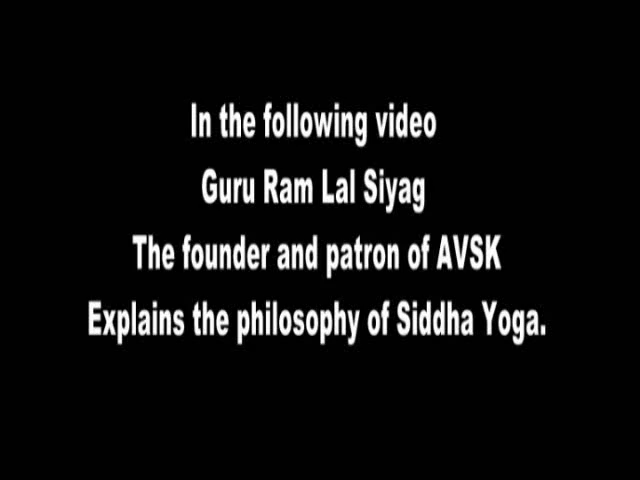 In the following video
Guru Ram Lal Siyag
The founder and patron of AVSK
Explains the philosophy of Siddha Yoga.